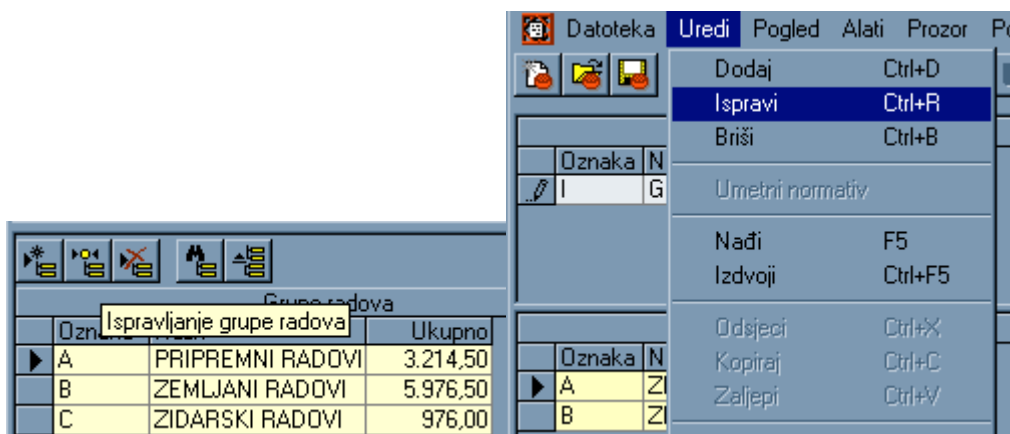 Datoteka Uredi Pogled Alati Prozor
Dodaj Ctrl+D
Ispravi Ctrl+R
Briši Ctrl+B
Oznaka N
I G
Umetni normativ
Nađi F5
Izdvoji Ctrl+F5
Odsjeci Ctrl+X
Kopiraj Ctrl+C
Zaljepi Ctrl+V
Oznaka N
A
B
Grupe radova
Ispravljanje grupe radova
Ukupno
A PRIPREMNI RADOVI 3.214,50
B ZEMLJANI RADOVI 5.976,50
C ZIDARSKI RADOVI 976,00